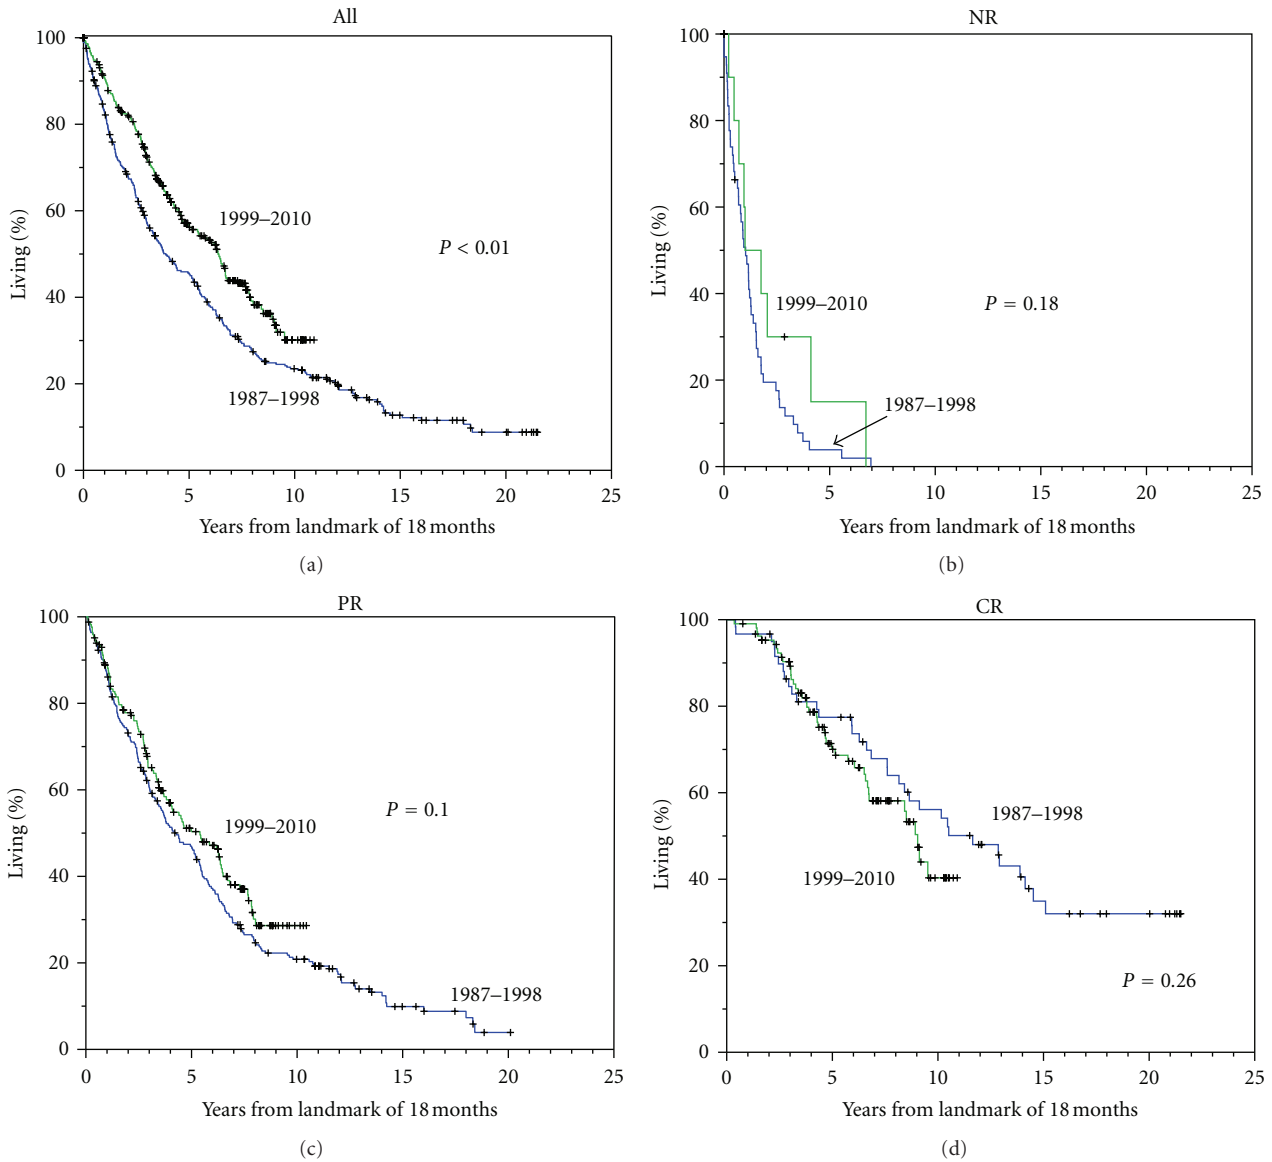 All
100
80
60
40
20
0
Living (%)
1999–2010
P < 0.01
1987–1998
0 5 10 15 20 25
Years from landmark of 18 months
(a)
NR
100
80
60
40
20
0
Living (%)
1999–2010
P = 0.18
1987–1998
0 5 10 15 20 25
Years from landmark of 18 months
(b)
PR
100
80
60
40
20
0
Living (%)
1999–2010
P = 0.1
1987–1998
0 5 10 15 20 25
Years from landmark of 18 months
(c)
CR
100
80
60
40
20
0
Living (%)
1987–1998
1999–2010
P = 0.26
0 5 10 15 20 25
Years from landmark of 18 months
(d)